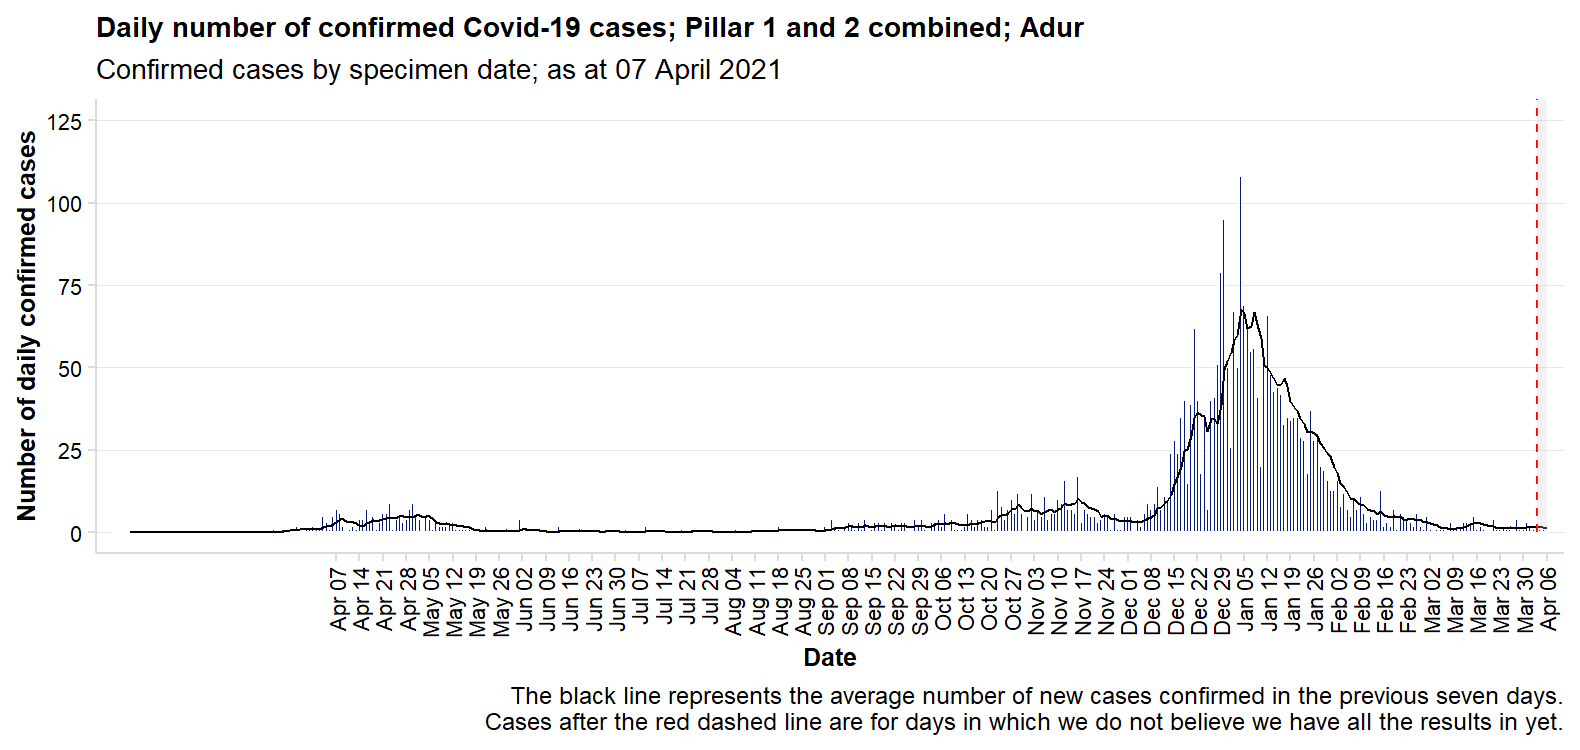 Daily number of confirmed Covid-19 cases; Pillar 1 and 2 combined; Adur
Confirmed cases by specimen date; as at 07 April 2021
Number of daily confirmed cases
125
100
75
50
25
0
Apr 07
Apr 14
Apr 21
Apr 28
May 05
May 12
May 19
May 26
Jun 02
Jun 09
Jun 16
Jun 23
Jun 30
Jul 07
Jul 14
Jul 21
Jul 28
Aug 04
Aug 11
Aug 18
Aug 25
Sep 01
Sep 08
Sep 15
Sep 22
Sep 29
Oct 06
Oct 13
Oct 20
Oct 27
Nov 03
Nov 10
Nov 17
Nov 24
Dec 01
Dec 08
Dec 15
Dec 22
Dec 29
Jan 05
Jan 12
Jan 19
Jan 26
Feb 02
Feb 09
Feb 16
Feb 23
Mar 02
Mar 09
Mar 16
Mar 23
Mar 30
Apr 06
Date
The black line represents the average number of new cases confirmed in the previous seven days.
Cases after the red dashed line are for days in which we do not believe we have all the results in yet.